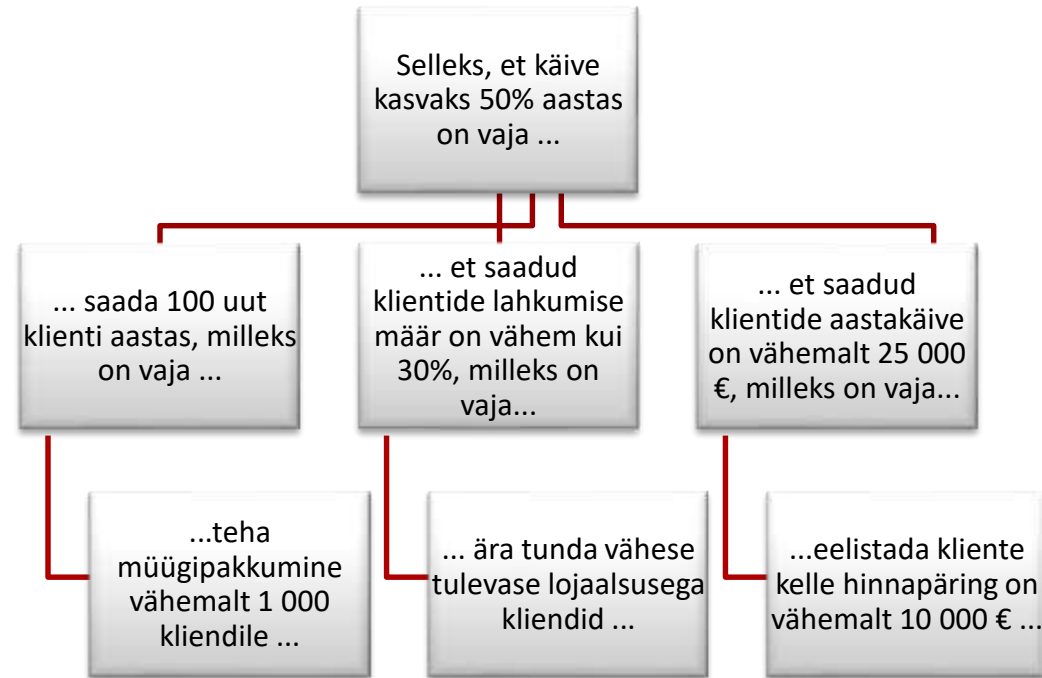 Selleks, et käive
kasvaks 50% aastas
on vaja ...
... saada 100 uut
klienti aastas, milleks
on vaja ...
... et saadud
klientide lahkumise
määr on vähem kui
30%, milleks on
vaja...
... et saadud
klientide aastakäive
on vähemalt 25 000
€, milleks on vaja...
...teha
müügipakkumine
vähemalt 1 000
kliendile ...
... ära tunda vähese
tulevase lojaalsusega
kliendid ...
...eelistada kliente
kelle hinnapäring on
vähemalt 10 000 € ...